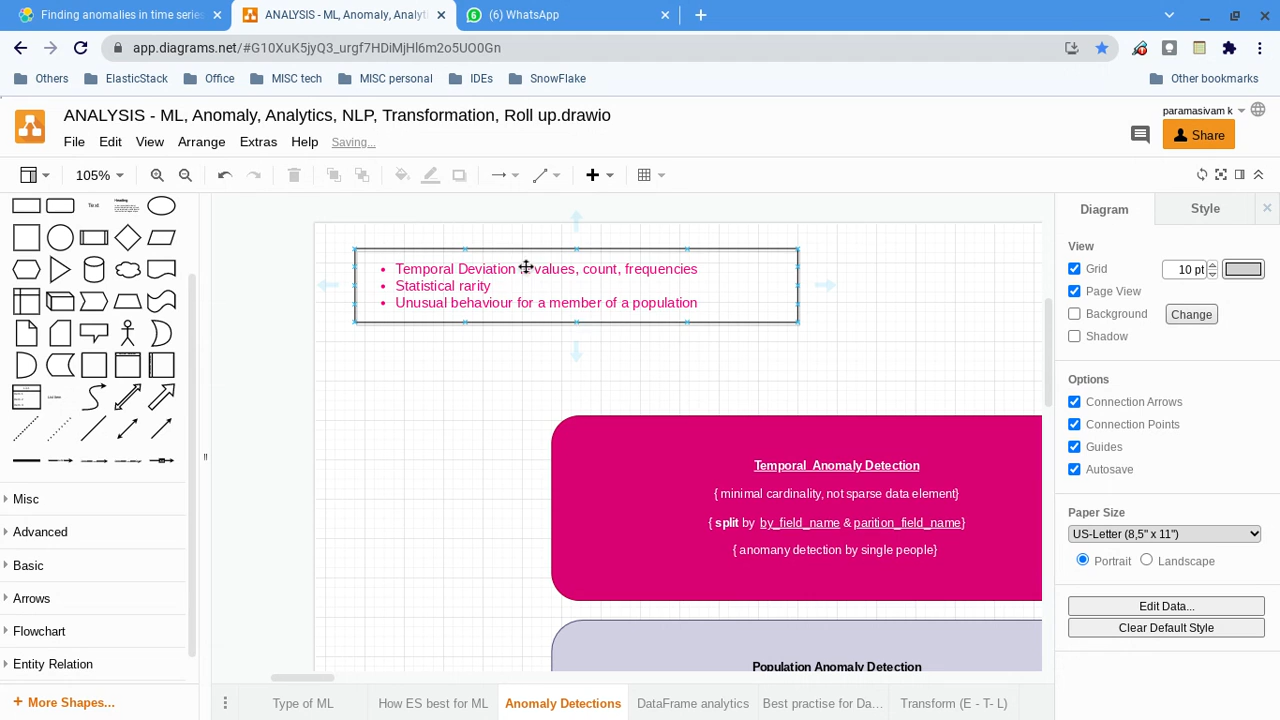 Finding anomalies in time series
ANALYSIS - ML, Anomaly, Analyti
(6) WhatsApp
app.diagrams.net/#G10XuK5jyQ3_urgf7HDiMjHl6m2o5UO0Gn
Others
ElasticStack
Office
MISC tech
MISC personal
IDEs
SnowFlake
Other bookmarks
ANALYSIS - ML, Anomaly, Analytics, NLP, Transformation, Roll up.drawio
paramasivam k
File Edit View Arrange Extras Help Saving...
Share
105%
Text
Heading
Diagram
Style
• Temporal Deviation values, count, frequencies
• Statistical rarity
• Unusual behaviour for a member of a population
View
Grid
10 pt
Page View
Background
Change
Shadow
Options
Connection Arrows
Connection Points
Guides
Autosave
Temporal Anomaly Detection
{ minimal cardinality, not sparse data element}
{ split by by_field_name & parition_field_name}
{ anomany detection by single people}
Population Anomaly Detection
Paper Size
US-Letter (8,5" x 11")
Portrait
Landscape
Edit Data...
Clear Default Style
Misc
Advanced
Basic
Arrows
Flowchart
Entity Relation
+ More Shapes...
Type of ML
How ES best for ML
Anomaly Detections
DataFrame analytics
Best practise for Da...
Transform (E - T- L)